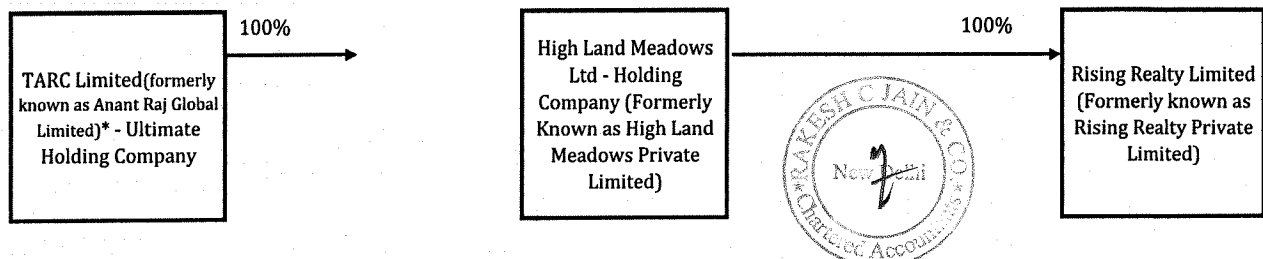 100%
TARC Limited(formerly
known as Anant Raj Global
Limited)* - Ultimate
Holding Company
High Land Meadows
Ltd - Holding
Company (Formerly
Known as High Land
Meadows Private
Limited)
100%
Rising Realty Limited
(Formerly known as
Rising Realty Private
Limited)
RAKESH C JAIN & CO.
New Delhi
Chartered Accountants